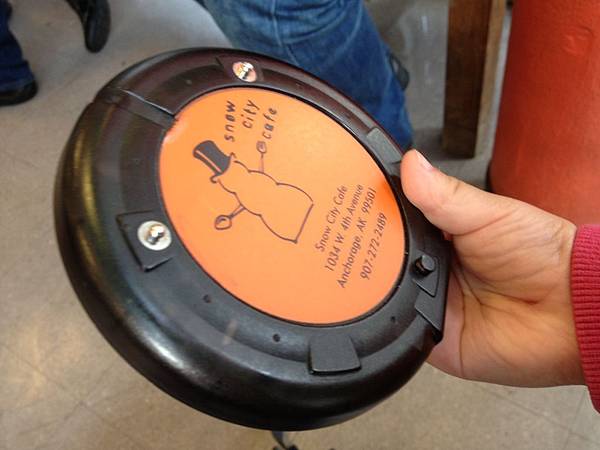 snow
city
cafe
Snow City Cafe
1034 W. 4th Avenue
Anchorage, AK 99501
907-272-2489